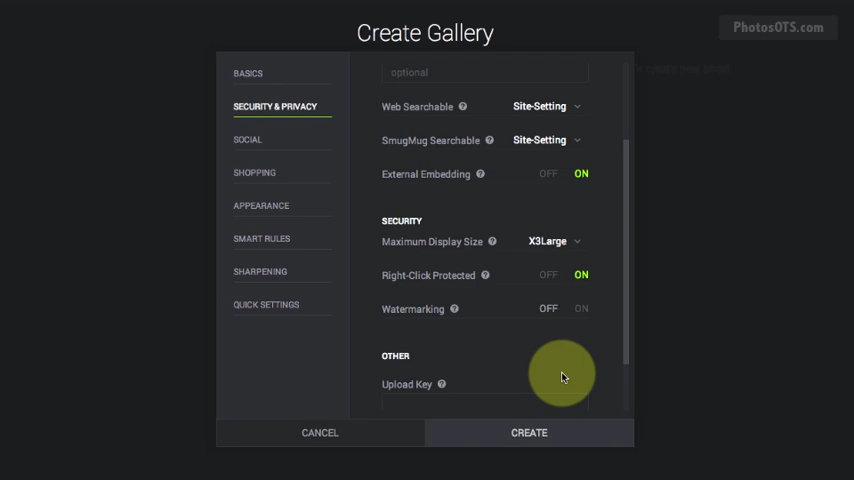 PhotosOTS.com
Create Gallery
BASICS
SECURITY & PRIVACY
SOCIAL
SHOPPING
APPEARANCE
SMART RULES
SHARPENING
QUICK SETTINGS
optional
Web Searchable ? Site-Setting
SmugMug Searchable ? Site-Setting
External Embedding ? OFF ON
SECURITY
Maximum Display Size ? X3Large
Right-Click Protected ? OFF ON
Watermarking ? OFF ON
OTHER
Upload Key ?
CANCEL
CREATE